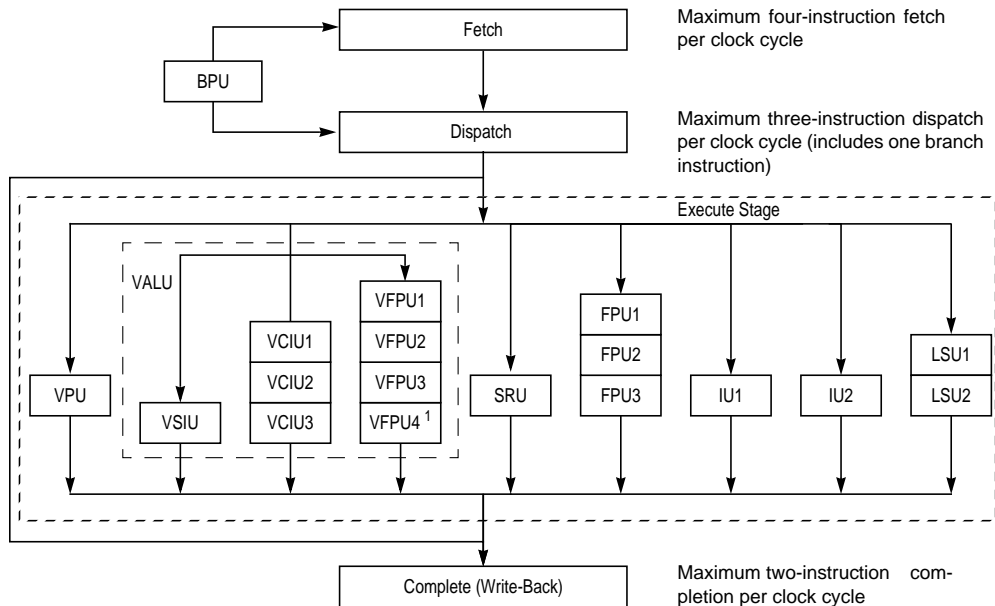 Fetch
Maximum four-instruction fetch
per clock cycle
BPU
Dispatch
Maximum three-instruction dispatch
per clock cycle (includes one branch
instruction)
Execute Stage
VALU
VPU
VSIU
VCIU1
VCIU2
VCIU3
VFPU1
VFPU2
VFPU3
VFPU4 1
SRU
FPU1
FPU2
FPU3
IU1
IU2
LSU1
LSU2
Complete (Write-Back)
Maximum two-instruction com-
pletion per clock cycle